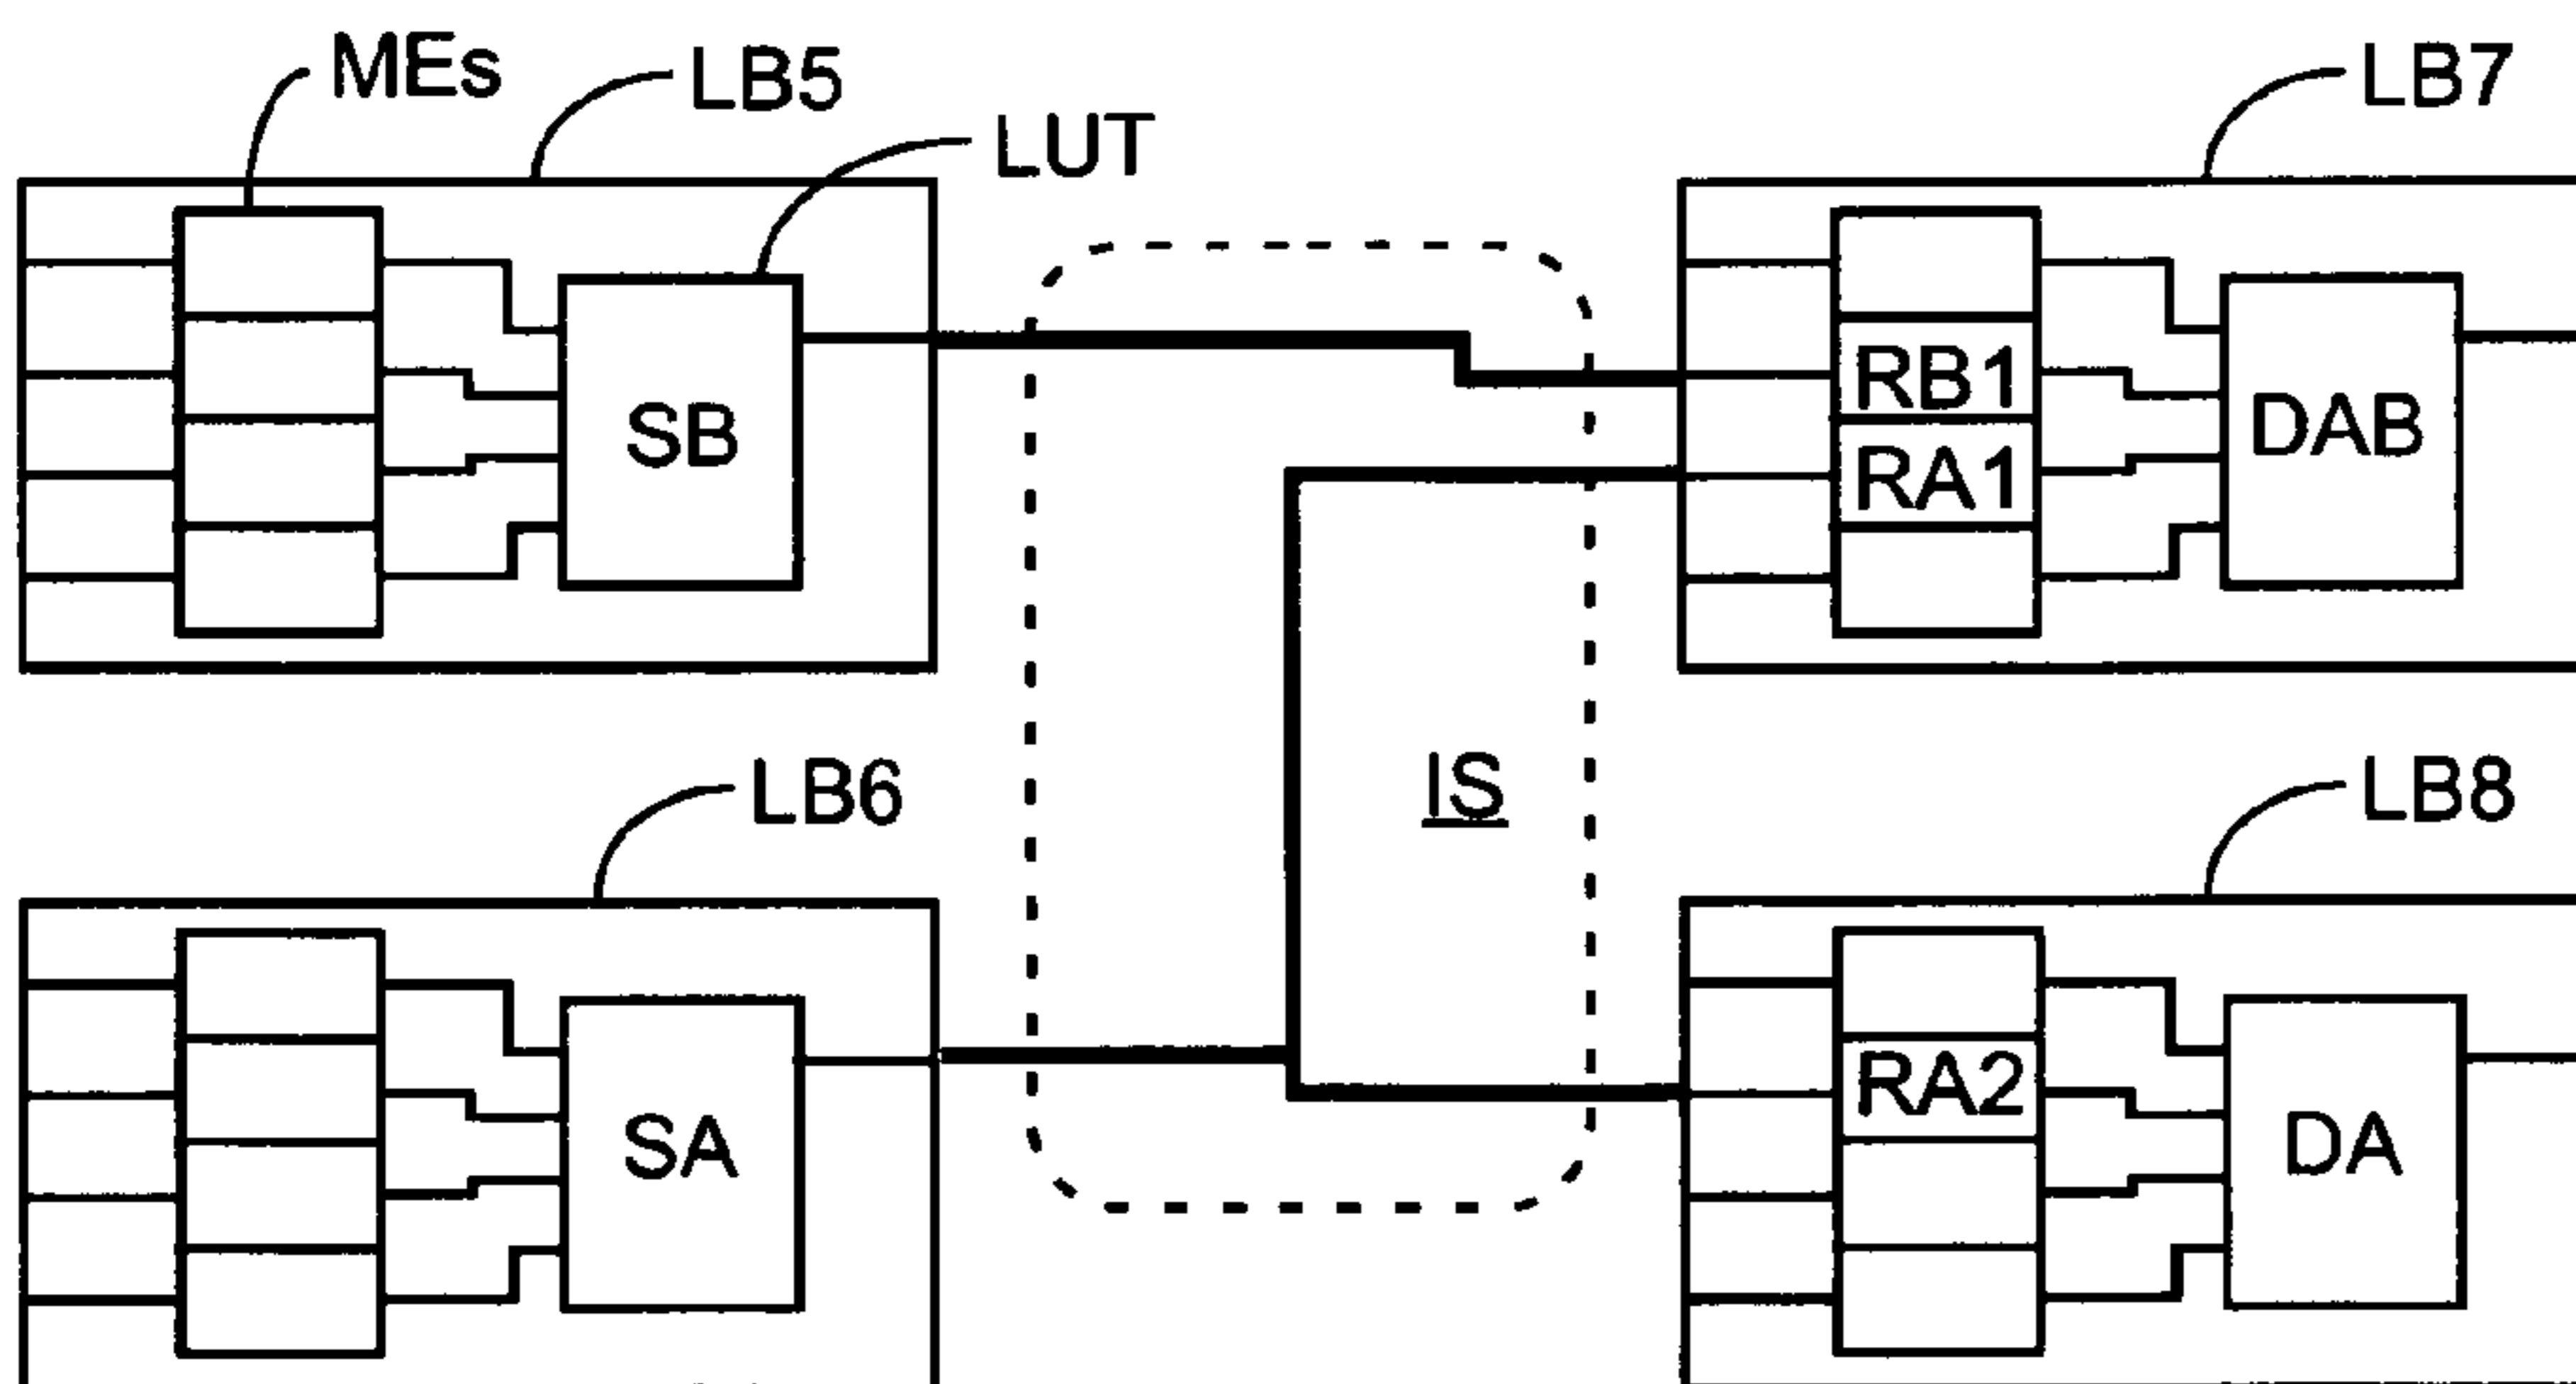 MEs
LB5
LUT
LB7
SB
RB1
RA1
DAB
IS
LB6
LB8
SA
RA2
DA